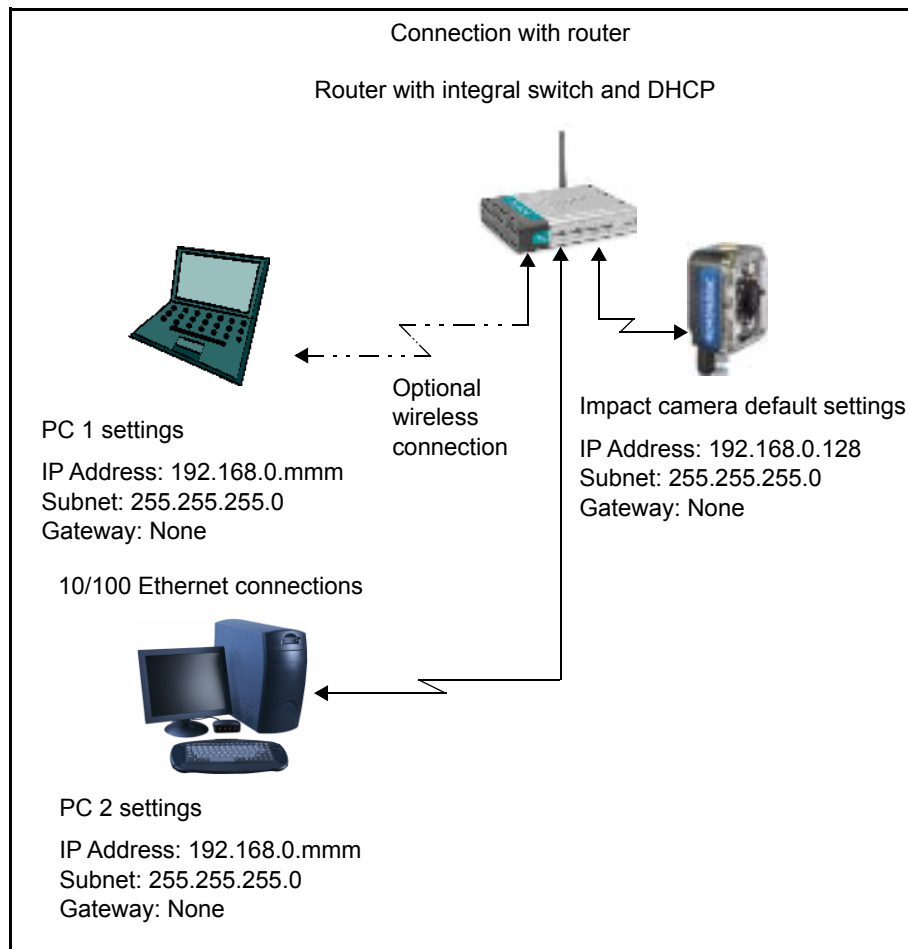 Connection with router
Router with integral switch and DHCP
Optional
wireless
connection
PC 1 settings
IP Address: 192.168.0.mmm
Subnet: 255.255.255.0
Gateway: None
Impact camera default settings
IP Address: 192.168.0.128
Subnet: 255.255.255.0
Gateway: None
10/100 Ethernet connections
PC 2 settings
IP Address: 192.168.0.mmm
Subnet: 255.255.255.0
Gateway: None